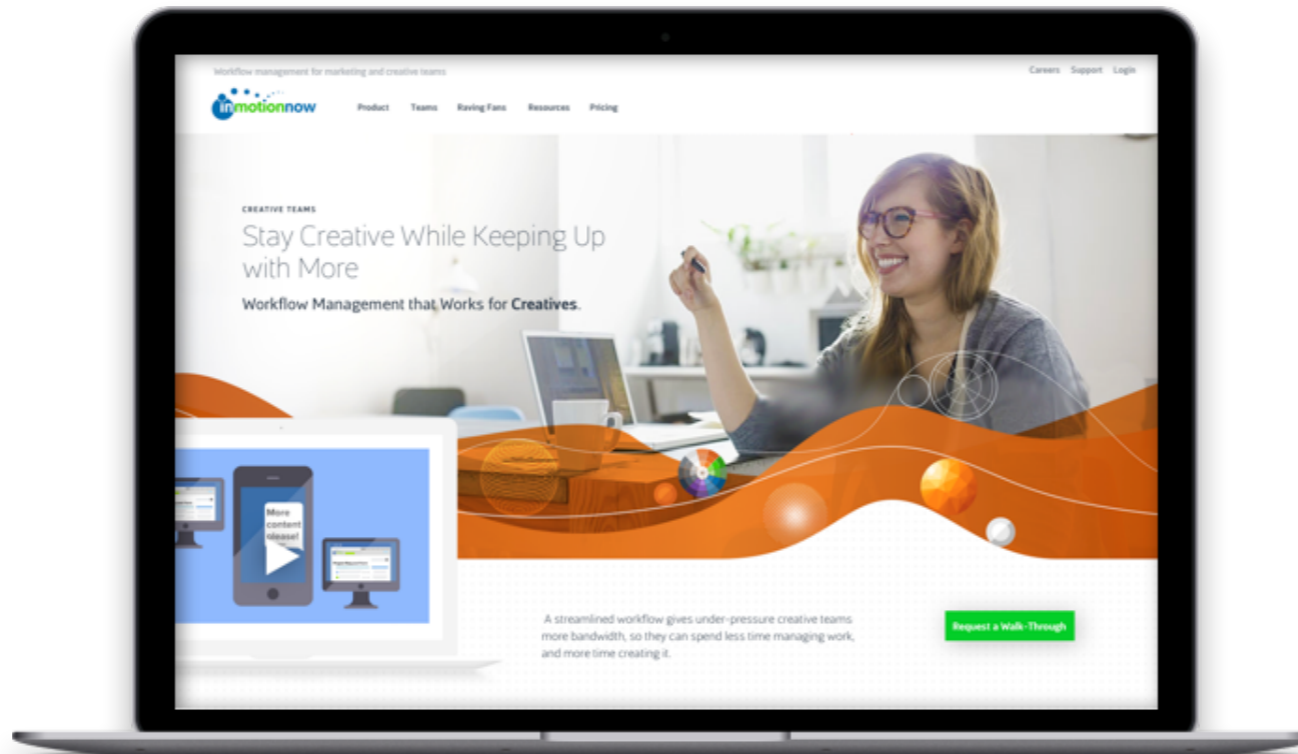 Workflow management for marketing and creative teams
Careers Support Login
inmotionnow
Product Teams Raving Fans Resources Pricing
CREATIVE TEAMS
Stay Creative While Keeping Up
with More
Workflow Management that Works for Creatives.
More
content
please!
A streamlined workflow gives under-pressure creative teams
more bandwidth, so they can spend less time managing work,
and more time creating it.
Request a Walk-Through